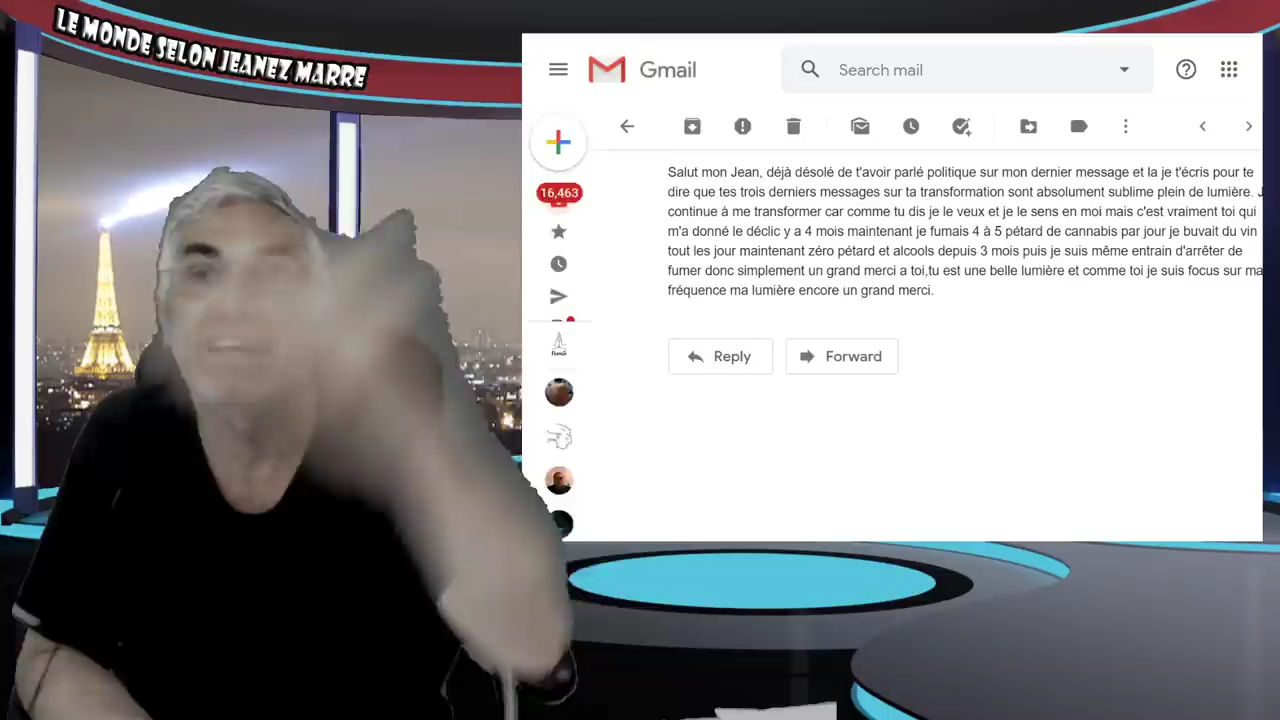 LE MONDE SELON JEANEZ MARRE
Gmail
Search mail
16,463
Salut mon Jean, déjà désolé de t'avoir parlé politique sur mon dernier message et la je t'écris pour te
dire que tes trois derniers messages sur ta transformation sont absolument sublime plein de lumière. J
continue à me transformer car comme tu dis je le veux et je le sens en moi mais c'est vraiment toi qui
m'a donné le déclic y a 4 mois maintenant je fumais 4 à 5 pétard de cannabis par jour je buvait du vin
tout les jour maintenant zéro pétard et alcools depuis 3 mois puis je suis même entrain d'arrêter de
fumer donc simplement un grand merci a toi,tu est une belle lumière et comme toi je suis focus sur ma
fréquence ma lumière encore un grand merci.
Reply
Forward